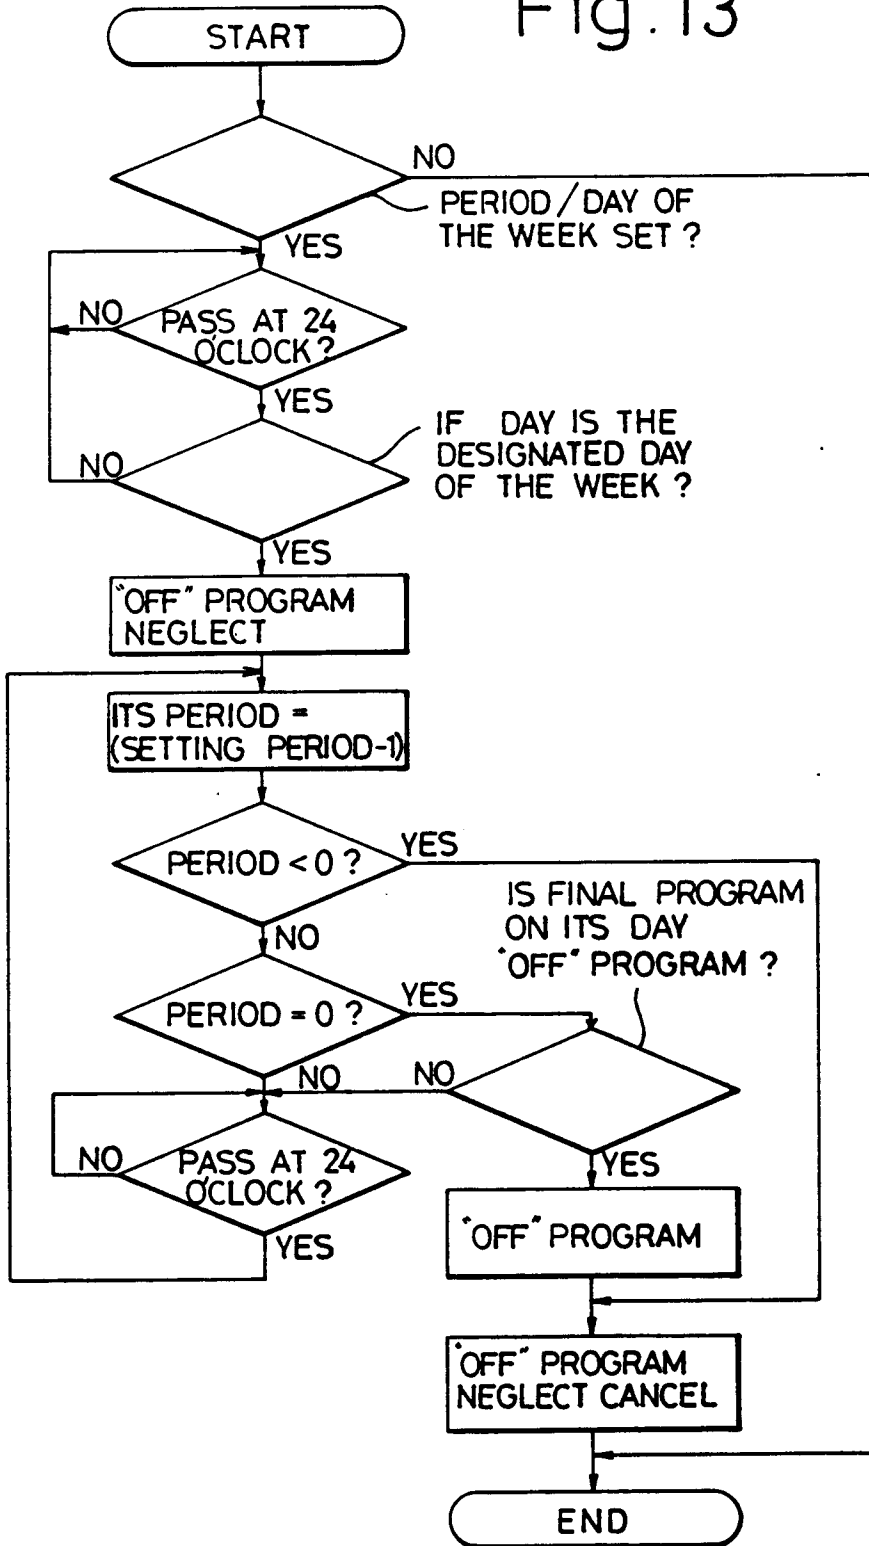 Fig. 13
START
NO
PERIOD/DAY OF
THE WEEK SET ?
YES
NO
PASS AT 24
O'CLOCK ?
YES
IF DAY IS THE
DESIGNATED DAY
OF THE WEEK ?
NO
YES
"OFF" PROGRAM
NEGLECT
ITS PERIOD =
(SETTING PERIOD-1)
PERIOD < 0 ?
YES
IS FINAL PROGRAM
ON ITS DAY
"OFF" PROGRAM ?
NO
PERIOD = 0 ?
YES
NO
NO
NO
PASS AT 24
O'CLOCK ?
YES
YES
"OFF" PROGRAM
"OFF" PROGRAM
NEGLECT CANCEL
END